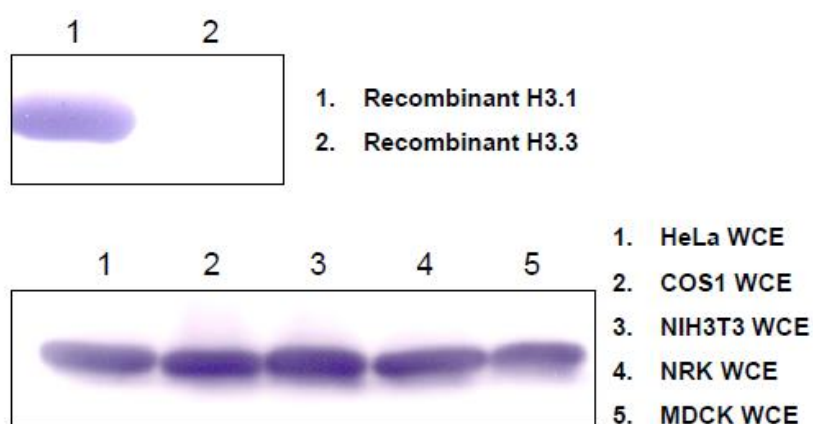 1 2
1. Recombinant H3.1
2. Recombinant H3.3
1 2 3 4 5
1. HeLa WCE
2. COS1 WCE
3. NIH3T3 WCE
4. NRK WCE
5. MDCK WCE